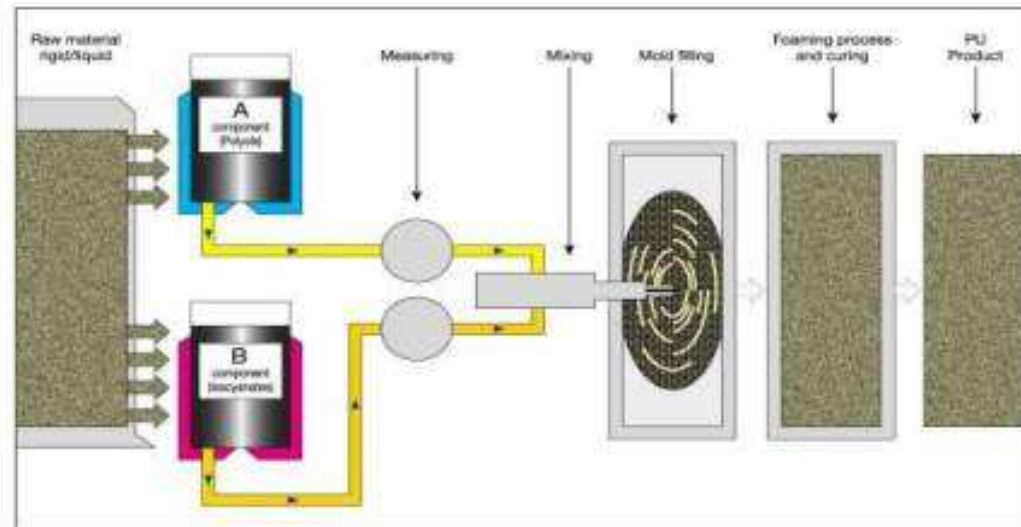 Raw material
rigid/liquid
Measuring
Mixing
Mold filling
Foaming process
and curing
PU
Product
A
component
(Polyols)
B
component
(Isocyanates)